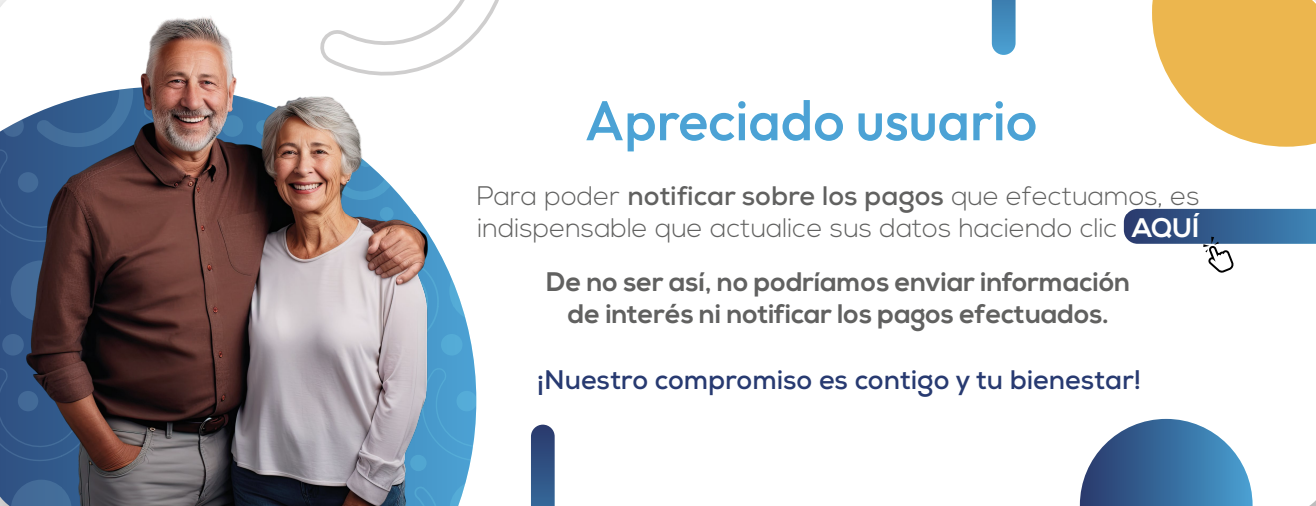 Apreciado usuario
Para poder notificar sobre los pagos que efectuamos, es
indispensable que actualice sus datos haciendo clic AQUÍ
De no ser así, no podríamos enviar información
de interés ni notificar los pagos efectuados.
¡Nuestro compromiso es contigo y tu bienestar!